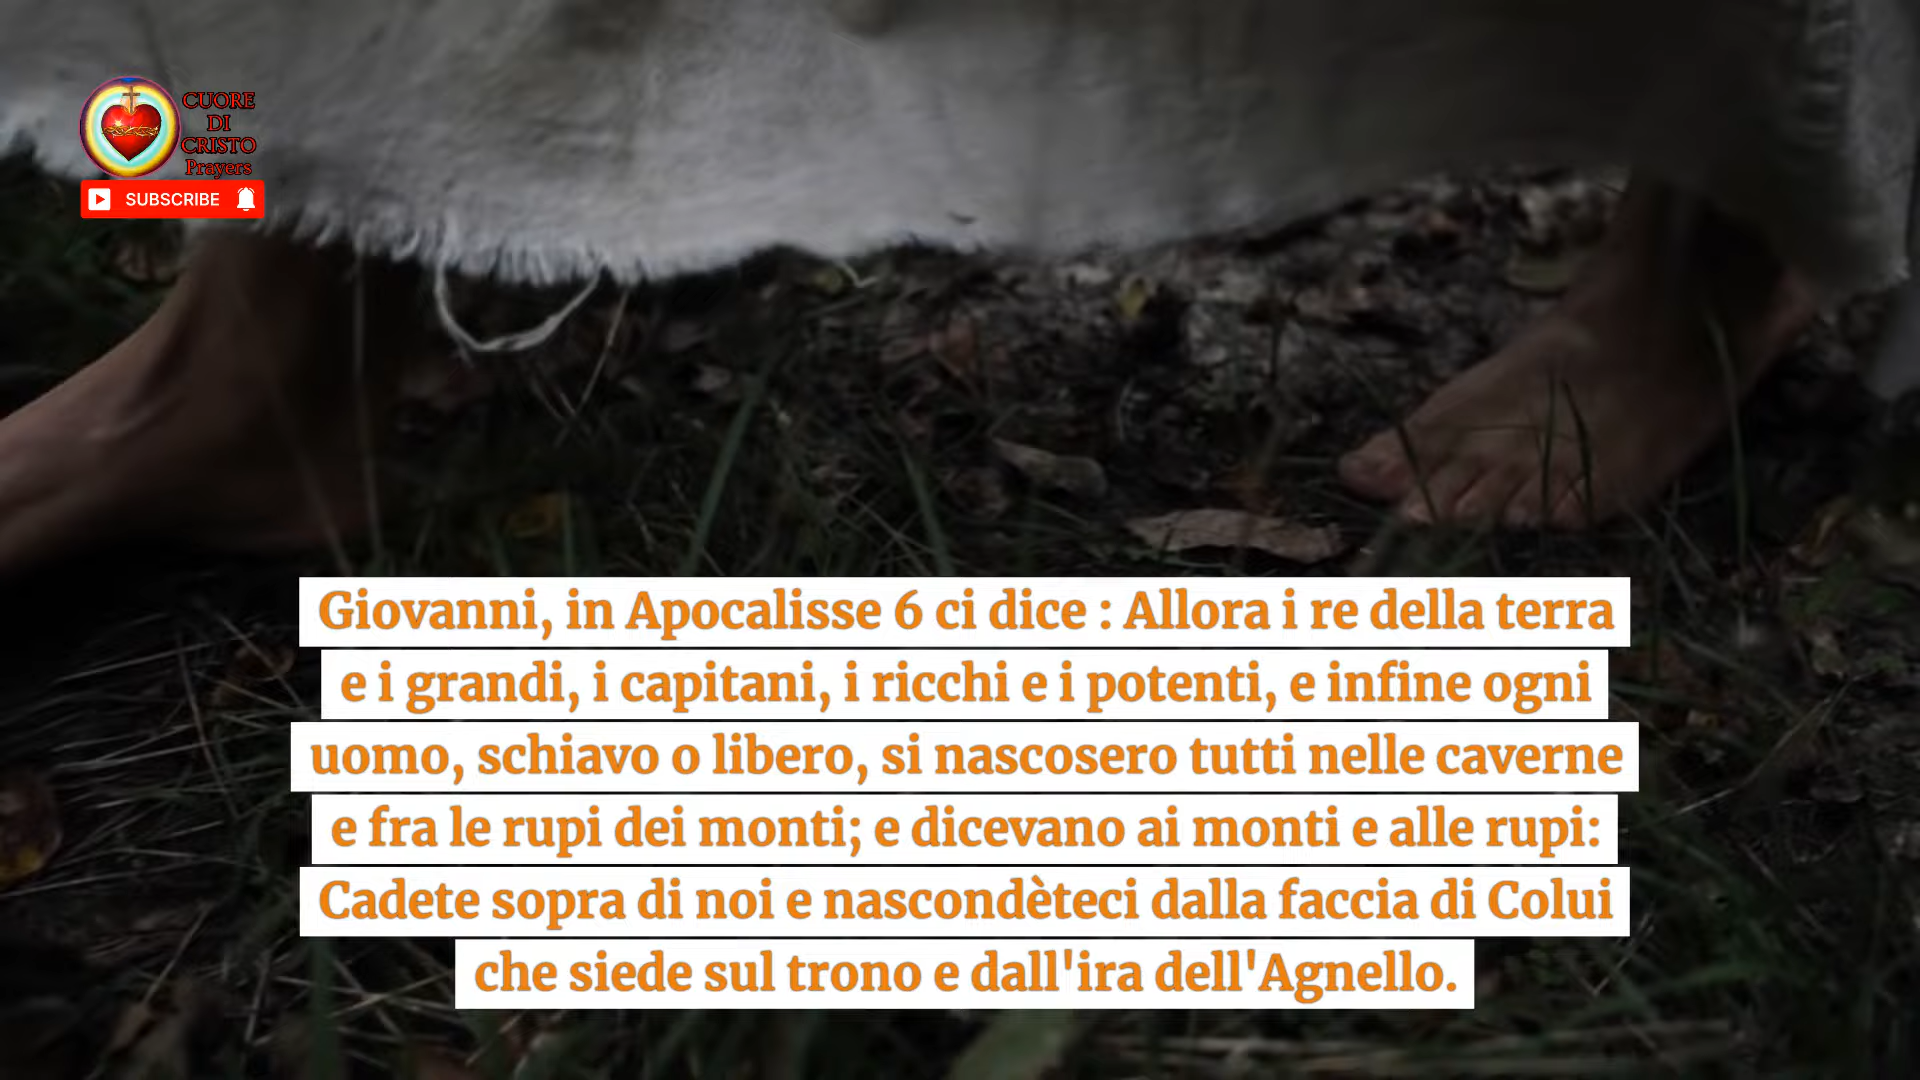 CUORE
DI
CRISTO
Prayers
SUBSCRIBE
Giovanni, in Apocalisse 6 ci dice : Allora i re della terra
e i grandi, i capitani, i ricchi e i potenti, e infine ogni
uomo, schiavo o libero, si nascosero tutti nelle caverne
e fra le rupi dei monti; e dicevano ai monti e alle rupi:
Cadete sopra di noi e nascondèteci dalla faccia di Colui
che siede sul trono e dall'ira dell'Agnello.